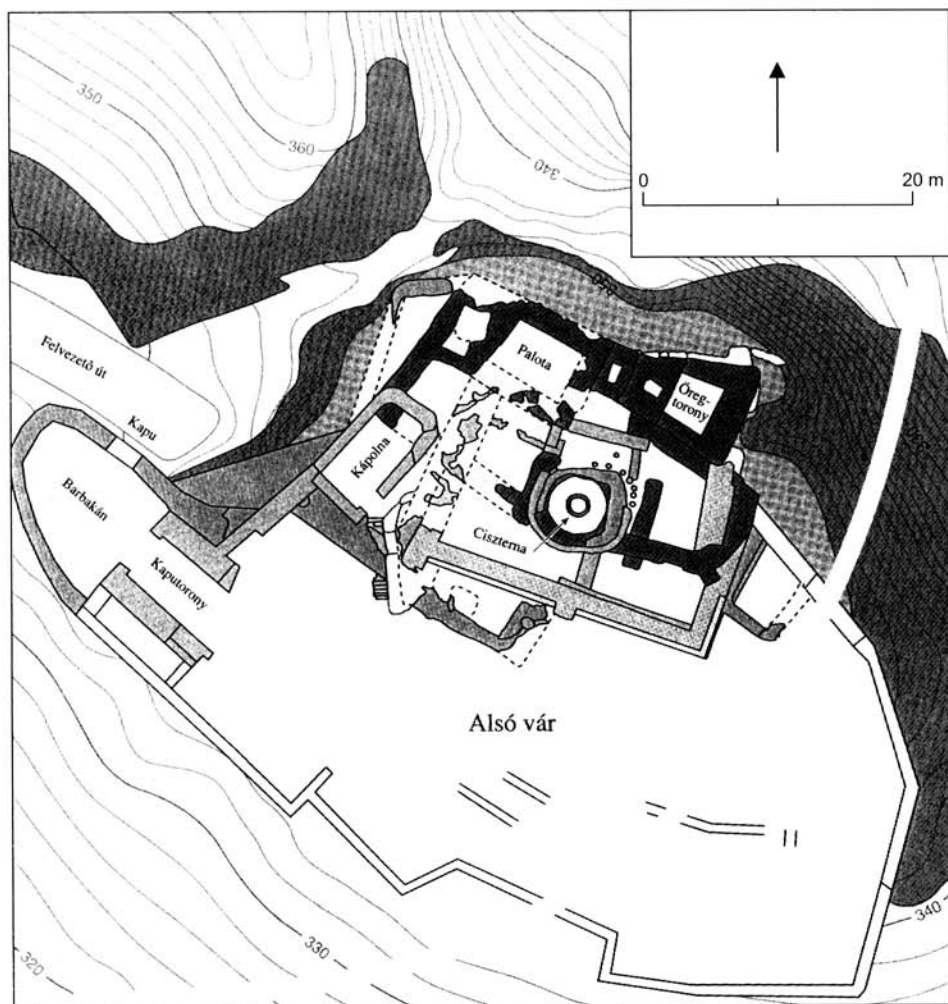 0 20 m
350
360
340
Felvezető út
Kapu
Barbakán
Kaputorony
Kápolna
Palota
Öreg-
torony
Ciszterna
Alsó vár
320
330
340